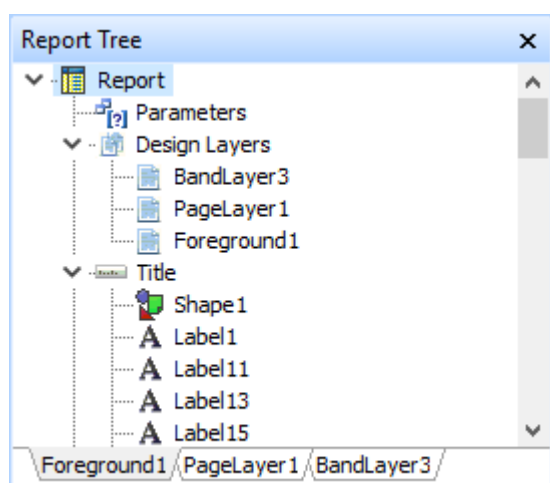 Report Tree
Report
Parameters
Design Layers
BandLayer3
PageLayer1
Foreground1
Title
Shape1
Label1
Label11
Label13
Label15
Foreground1 PageLayer1 BandLayer3